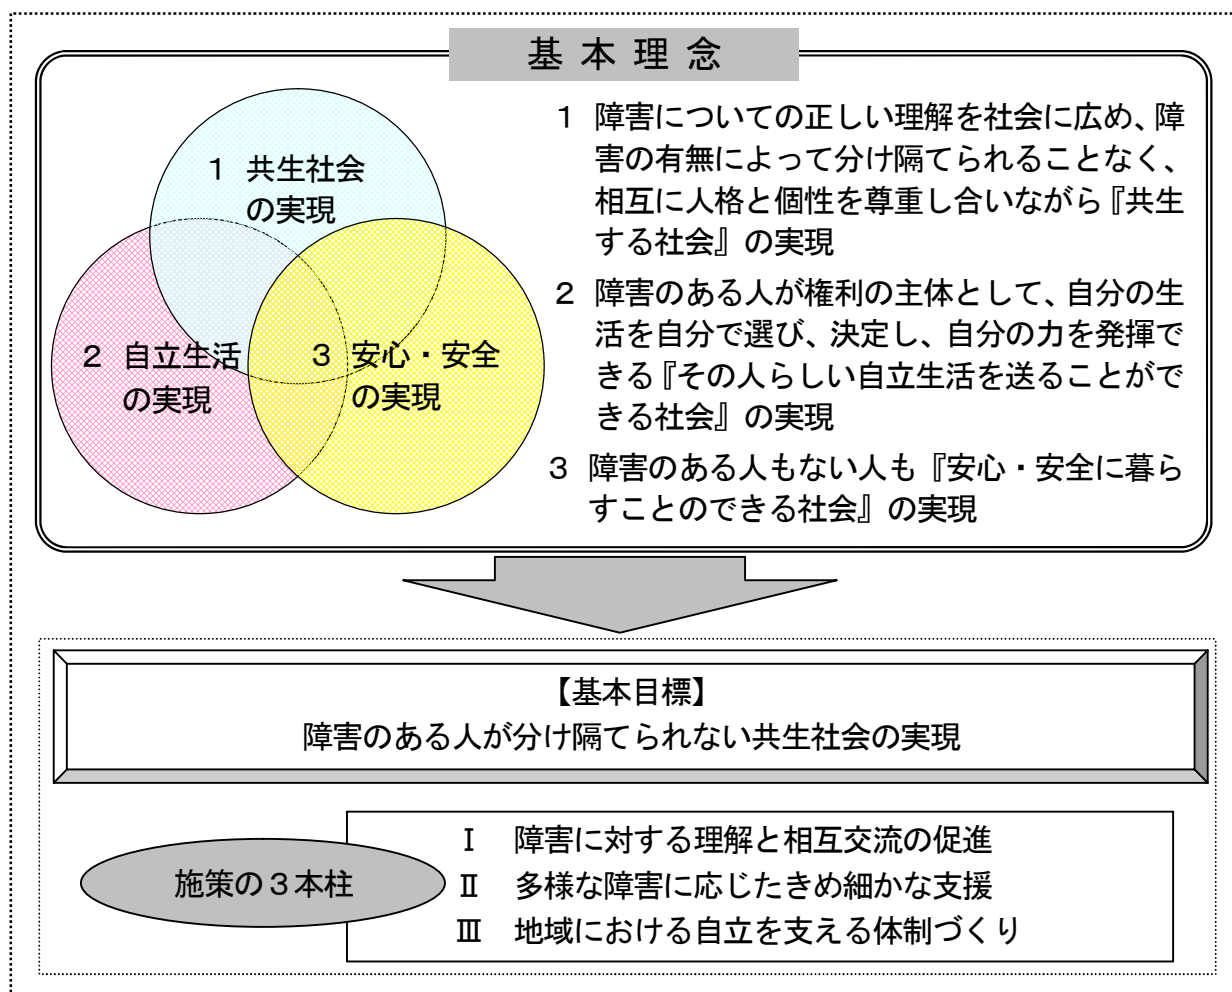 基本理念
1 共生社会
の実現
2 自立生活
の実現
3 安心・安全
の実現
1 障害についての正しい理解を社会に広め、障
害の有無によって分け隔てられることなく、
相互に人格と個性を尊重し合いながら『共生
する社会』の実現
2 障害のある人が権利の主体として、自分の生
活を自分で選び、決定し、自分の力を発揮で
きる『その人らしい自立生活を送ることがで
きる社会』の実現
3 障害のある人もない人も『安心・安全に暮ら
すことのできる社会』の実現
【基本目標】
障害のある人が分け隔てられない共生社会の実現
施策の3本柱
Ⅰ 障害に対する理解と相互交流の促進
Ⅱ 多様な障害に応じたきめ細かな支援
Ⅲ 地域における自立を支える体制づくり